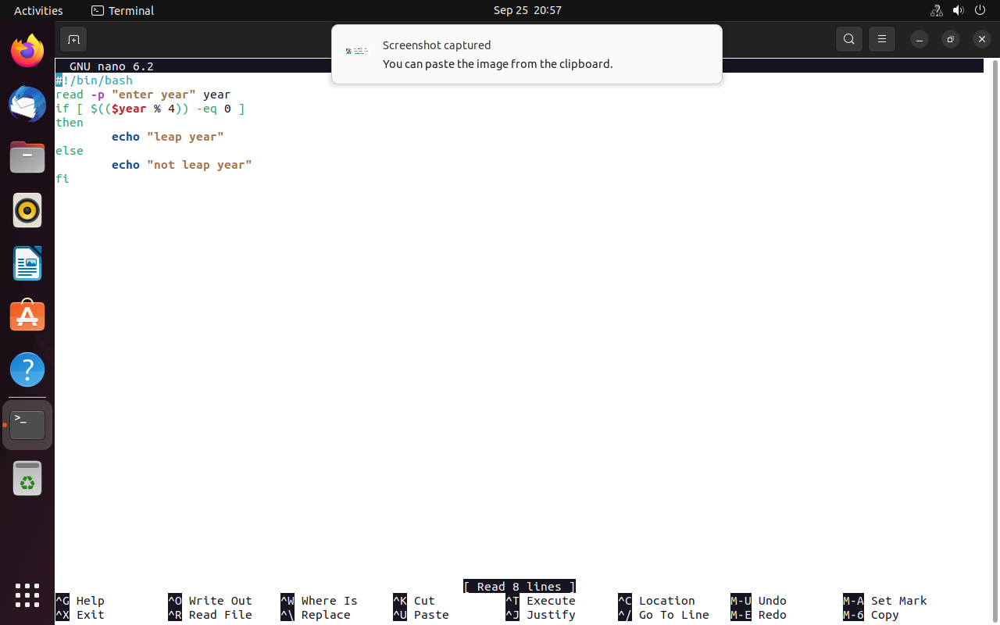 Activities Terminal Sep 25 20:57
Screenshot captured
You can paste the image from the clipboard.
GNU nano 6.2
#!/bin/bash
read -p "enter year" year
if [ $(($year % 4)) -eq 0 ]
then
echo "leap year"
else
echo "not leap year"
fi
[ Read 8 lines ]
^G Help ^O Write Out ^W Where Is ^K Cut ^T Execute ^C Location M-U Undo M-A Set Mark
^X Exit ^R Read File ^\ Replace ^U Paste ^J Justify ^/ Go To Line M-E Redo M-6 Copy